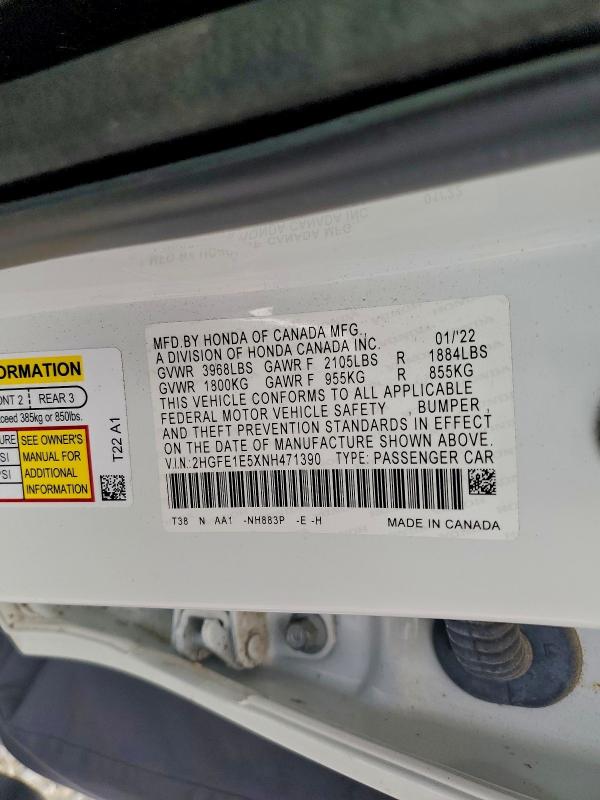 MFD.BY HONDA OF CANADA MFG., 01/'22
A DIVISION OF HONDA CANADA INC.
GVWR 3968LBS GAWR F 2105LBS R 1884LBS
GVWR 1800KG GAWR F 955KG R 855KG
THIS VEHICLE CONFORMS TO ALL APPLICABLE
FEDERAL MOTOR VEHICLE SAFETY , BUMPER,
AND THEFT PREVENTION STANDARDS IN EFFECT
ON THE DATE OF MANUFACTURE SHOWN ABOVE.
V.I.N.:2HGFE1E5XNH471390 TYPE: PASSENGER CAR
T38 N AA1 -NH883P -E -H MADE IN CANADA
ORMATION
ONT 2 REAR 3
xceed 385kg or 850lbs.
URE SEE OWNER'S
PSI MANUAL FOR
PSI ADDITIONAL
INFORMATION
T22 A1